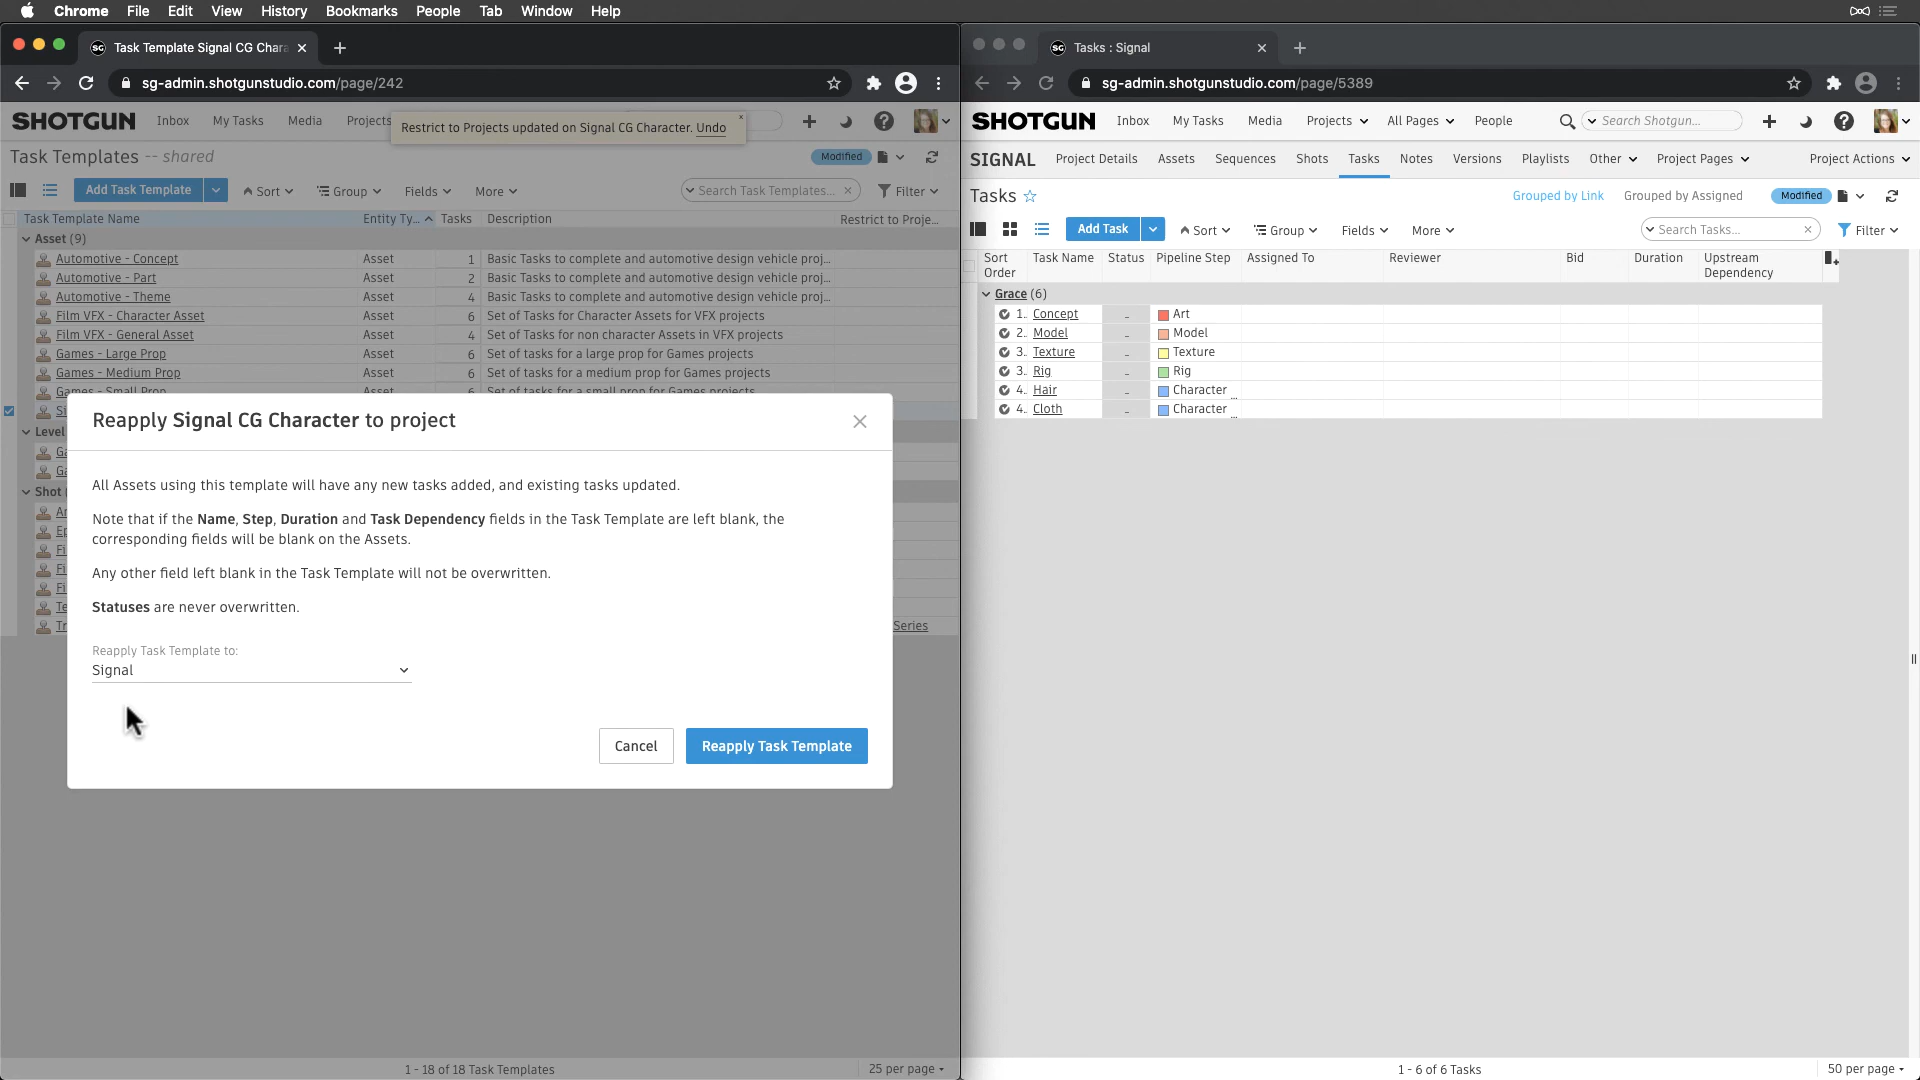 Chrome File Edit View History Bookmarks People Tab Window Help
SG Task Template Signal CG Chara
sg-admin.shotgunstudio.com/page/242
SHOTGUN Inbox My Tasks Media Projects
Restrict to Projects updated on Signal CG Character. Undo
Task Templates -- shared
Modified
Add Task Template Sort Group Fields More Search Task Templates... Filter
Task Template Name Entity Ty... Tasks Description Restrict to Proje...
Asset (9)
Automotive - Concept Asset 1 Basic Tasks to complete and automotive design vehicle proj...
Automotive - Part Asset 2 Basic Tasks to complete and automotive design vehicle proj...
Automotive - Theme Asset 4 Basic Tasks to complete and automotive design vehicle proj...
Film VFX - Character Asset Asset 6 Set of Tasks for Character Assets for VFX projects
Film VFX - General Asset Asset 4 Set of Tasks for non character Assets in VFX projects
Games - Large Prop Asset 6 Set of tasks for a large prop for Games projects
Games - Medium Prop Asset 6 Set of tasks for a medium prop for Games projects
Games - Small Prop Asset 6 Set of tasks for a small prop for Games projects
Level
Shot
Series
Reapply Signal CG Character to project
All Assets using this template will have any new tasks added, and existing tasks updated.
Note that if the Name, Step, Duration and Task Dependency fields in the Task Template are left blank, the
corresponding fields will be blank on the Assets.
Any other field left blank in the Task Template will not be overwritten.
Statuses are never overwritten.
Reapply Task Template to:
Signal
Cancel Reapply Task Template
1 - 18 of 18 Task Templates 25 per page
SG Tasks : Signal
sg-admin.shotgunstudio.com/page/5389
SHOTGUN Inbox My Tasks Media Projects All Pages People Search Shotgun...
SIGNAL Project Details Assets Sequences Shots Tasks Notes Versions Playlists Other Project Pages Project Actions
Tasks Grouped by Link Grouped by Assigned Modified
Add Task Sort Group Fields More Search Tasks... Filter
Sort Order Task Name Status Pipeline Step Assigned To Reviewer Bid Duration Upstream Dependency
Grace (6)
1.. Concept - Art
2.. Model - Model
3.. Texture - Texture
3.. Rig - Rig
4.. Hair - Character ...
4.. Cloth - Character ...
1 - 6 of 6 Tasks 50 per page